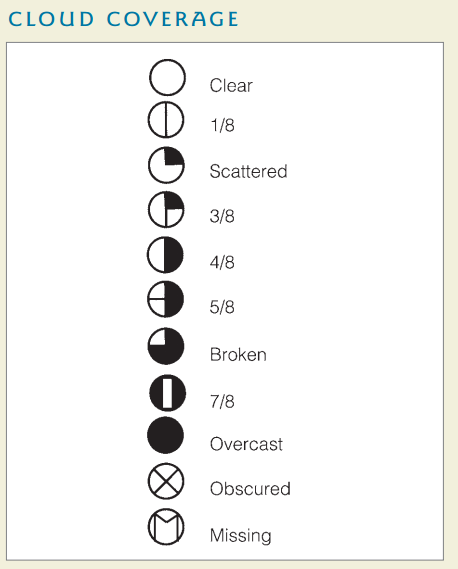 CLOUD COVERAGE
Clear
1/8
Scattered
3/8
4/8
5/8
Broken
7/8
Overcast
Obscured
Missing